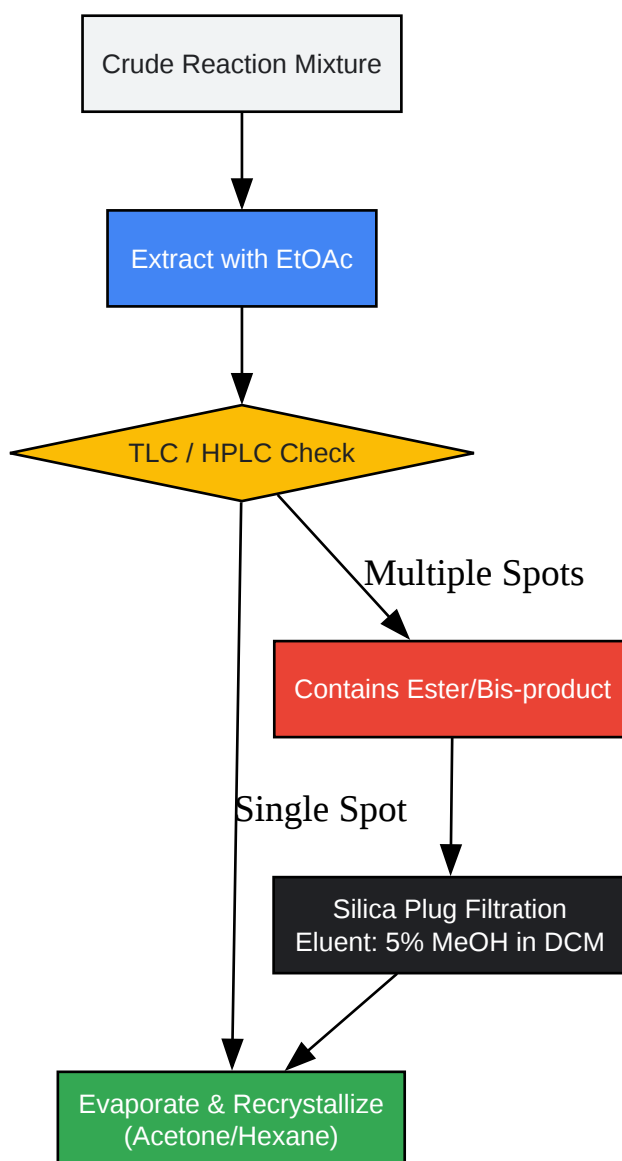 Crude Reaction Mixture
Extract with EtOAc
TLC / HPLC Check
Multiple Spots
Contains Ester/Bis-product
Single Spot
Silica Plug Filtration
Eluent: 5% MeOH in DCM
Evaporate & Recrystallize
(Acetone/Hexane)